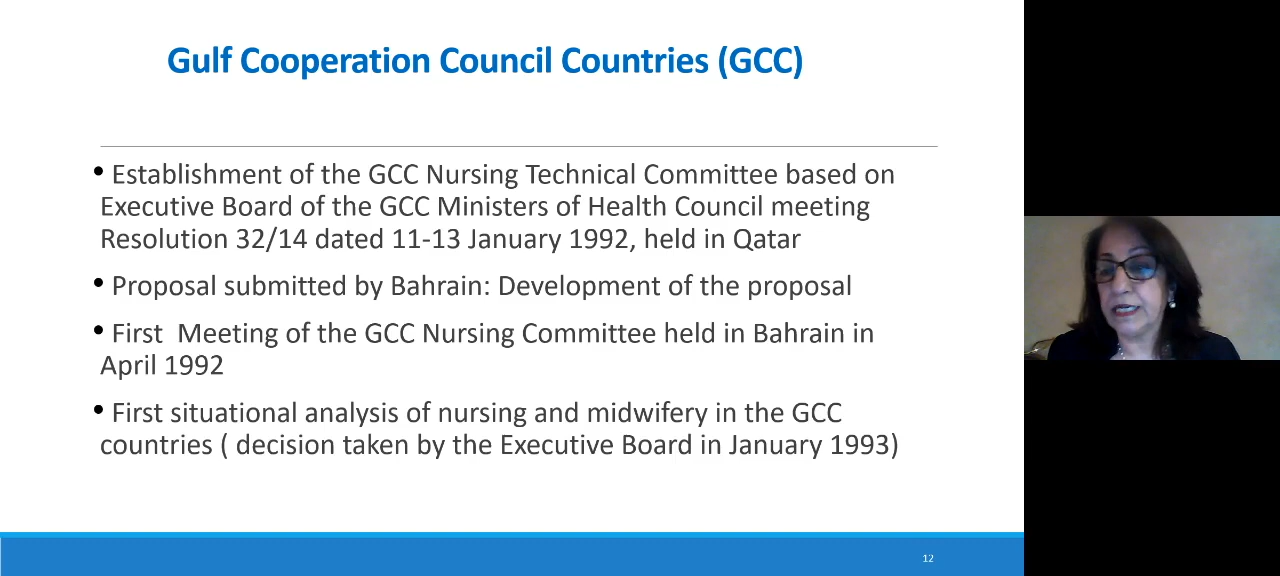 Gulf Cooperation Council Countries (GCC)
• Establishment of the GCC Nursing Technical Committee based on
Executive Board of the GCC Ministers of Health Council meeting
Resolution 32/14 dated 11-13 January 1992, held in Qatar
• Proposal submitted by Bahrain: Development of the proposal
• First  Meeting of the GCC Nursing Committee held in Bahrain in
April 1992
• First situational analysis of nursing and midwifery in the GCC
countries ( decision taken by the Executive Board in January 1993)
12